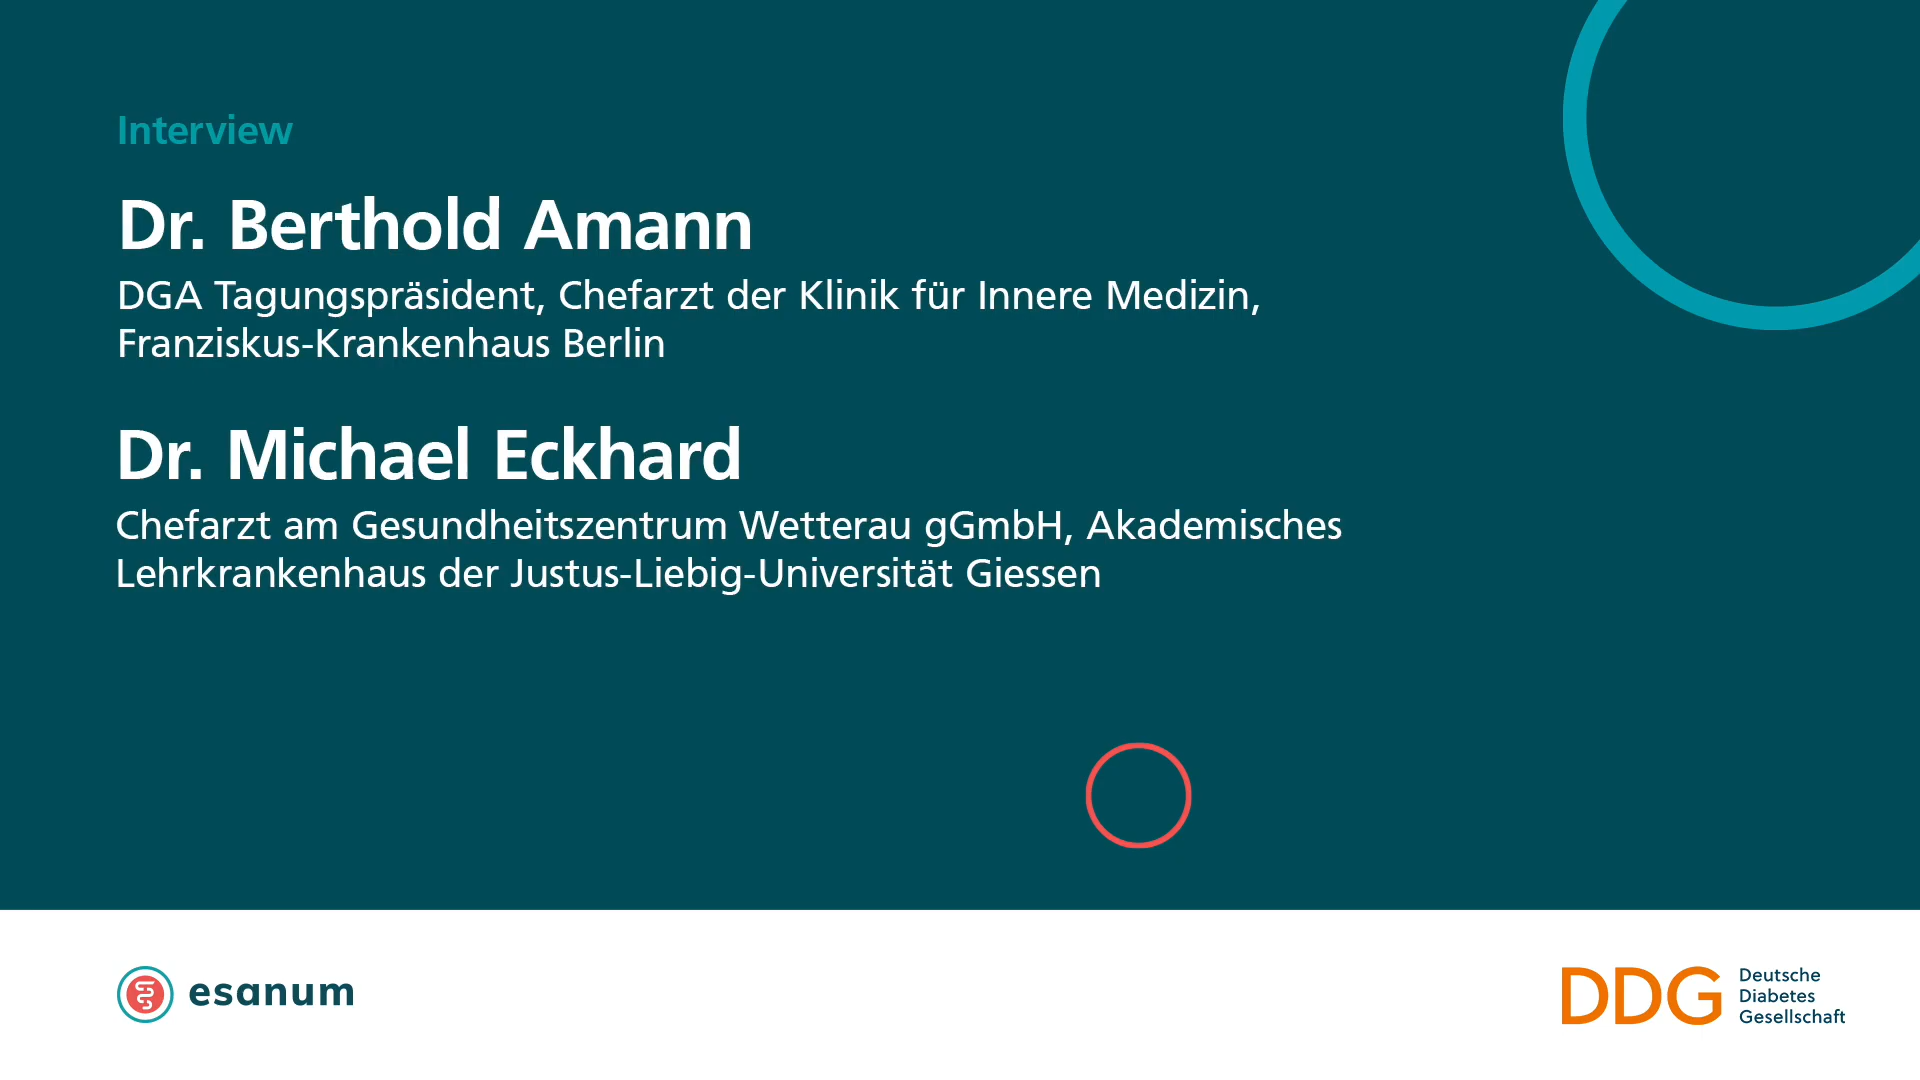 Interview
Dr. Berthold Amann
DGA Tagungspräsident, Chefarzt der Klinik für Innere Medizin,
Franziskus-Krankenhaus Berlin
Dr. Michael Eckhard
Chefarzt am Gesundheitszentrum Wetterau gGmbH, Akademisches
Lehrkrankenhaus der Justus-Liebig-Universität Giessen
esanum
DDG
Deutsche
Diabetes
Gesellschaft